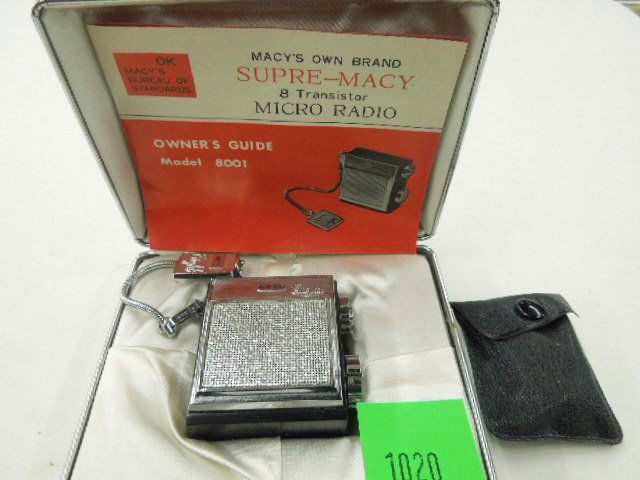 OK
MACY'S
BUREAU OF
STANDARDS
MACY'S OWN BRAND
SUPRE-MACY
8 Transistor
MICRO RADIO
OWNER'S GUIDE
Model 8001
1020